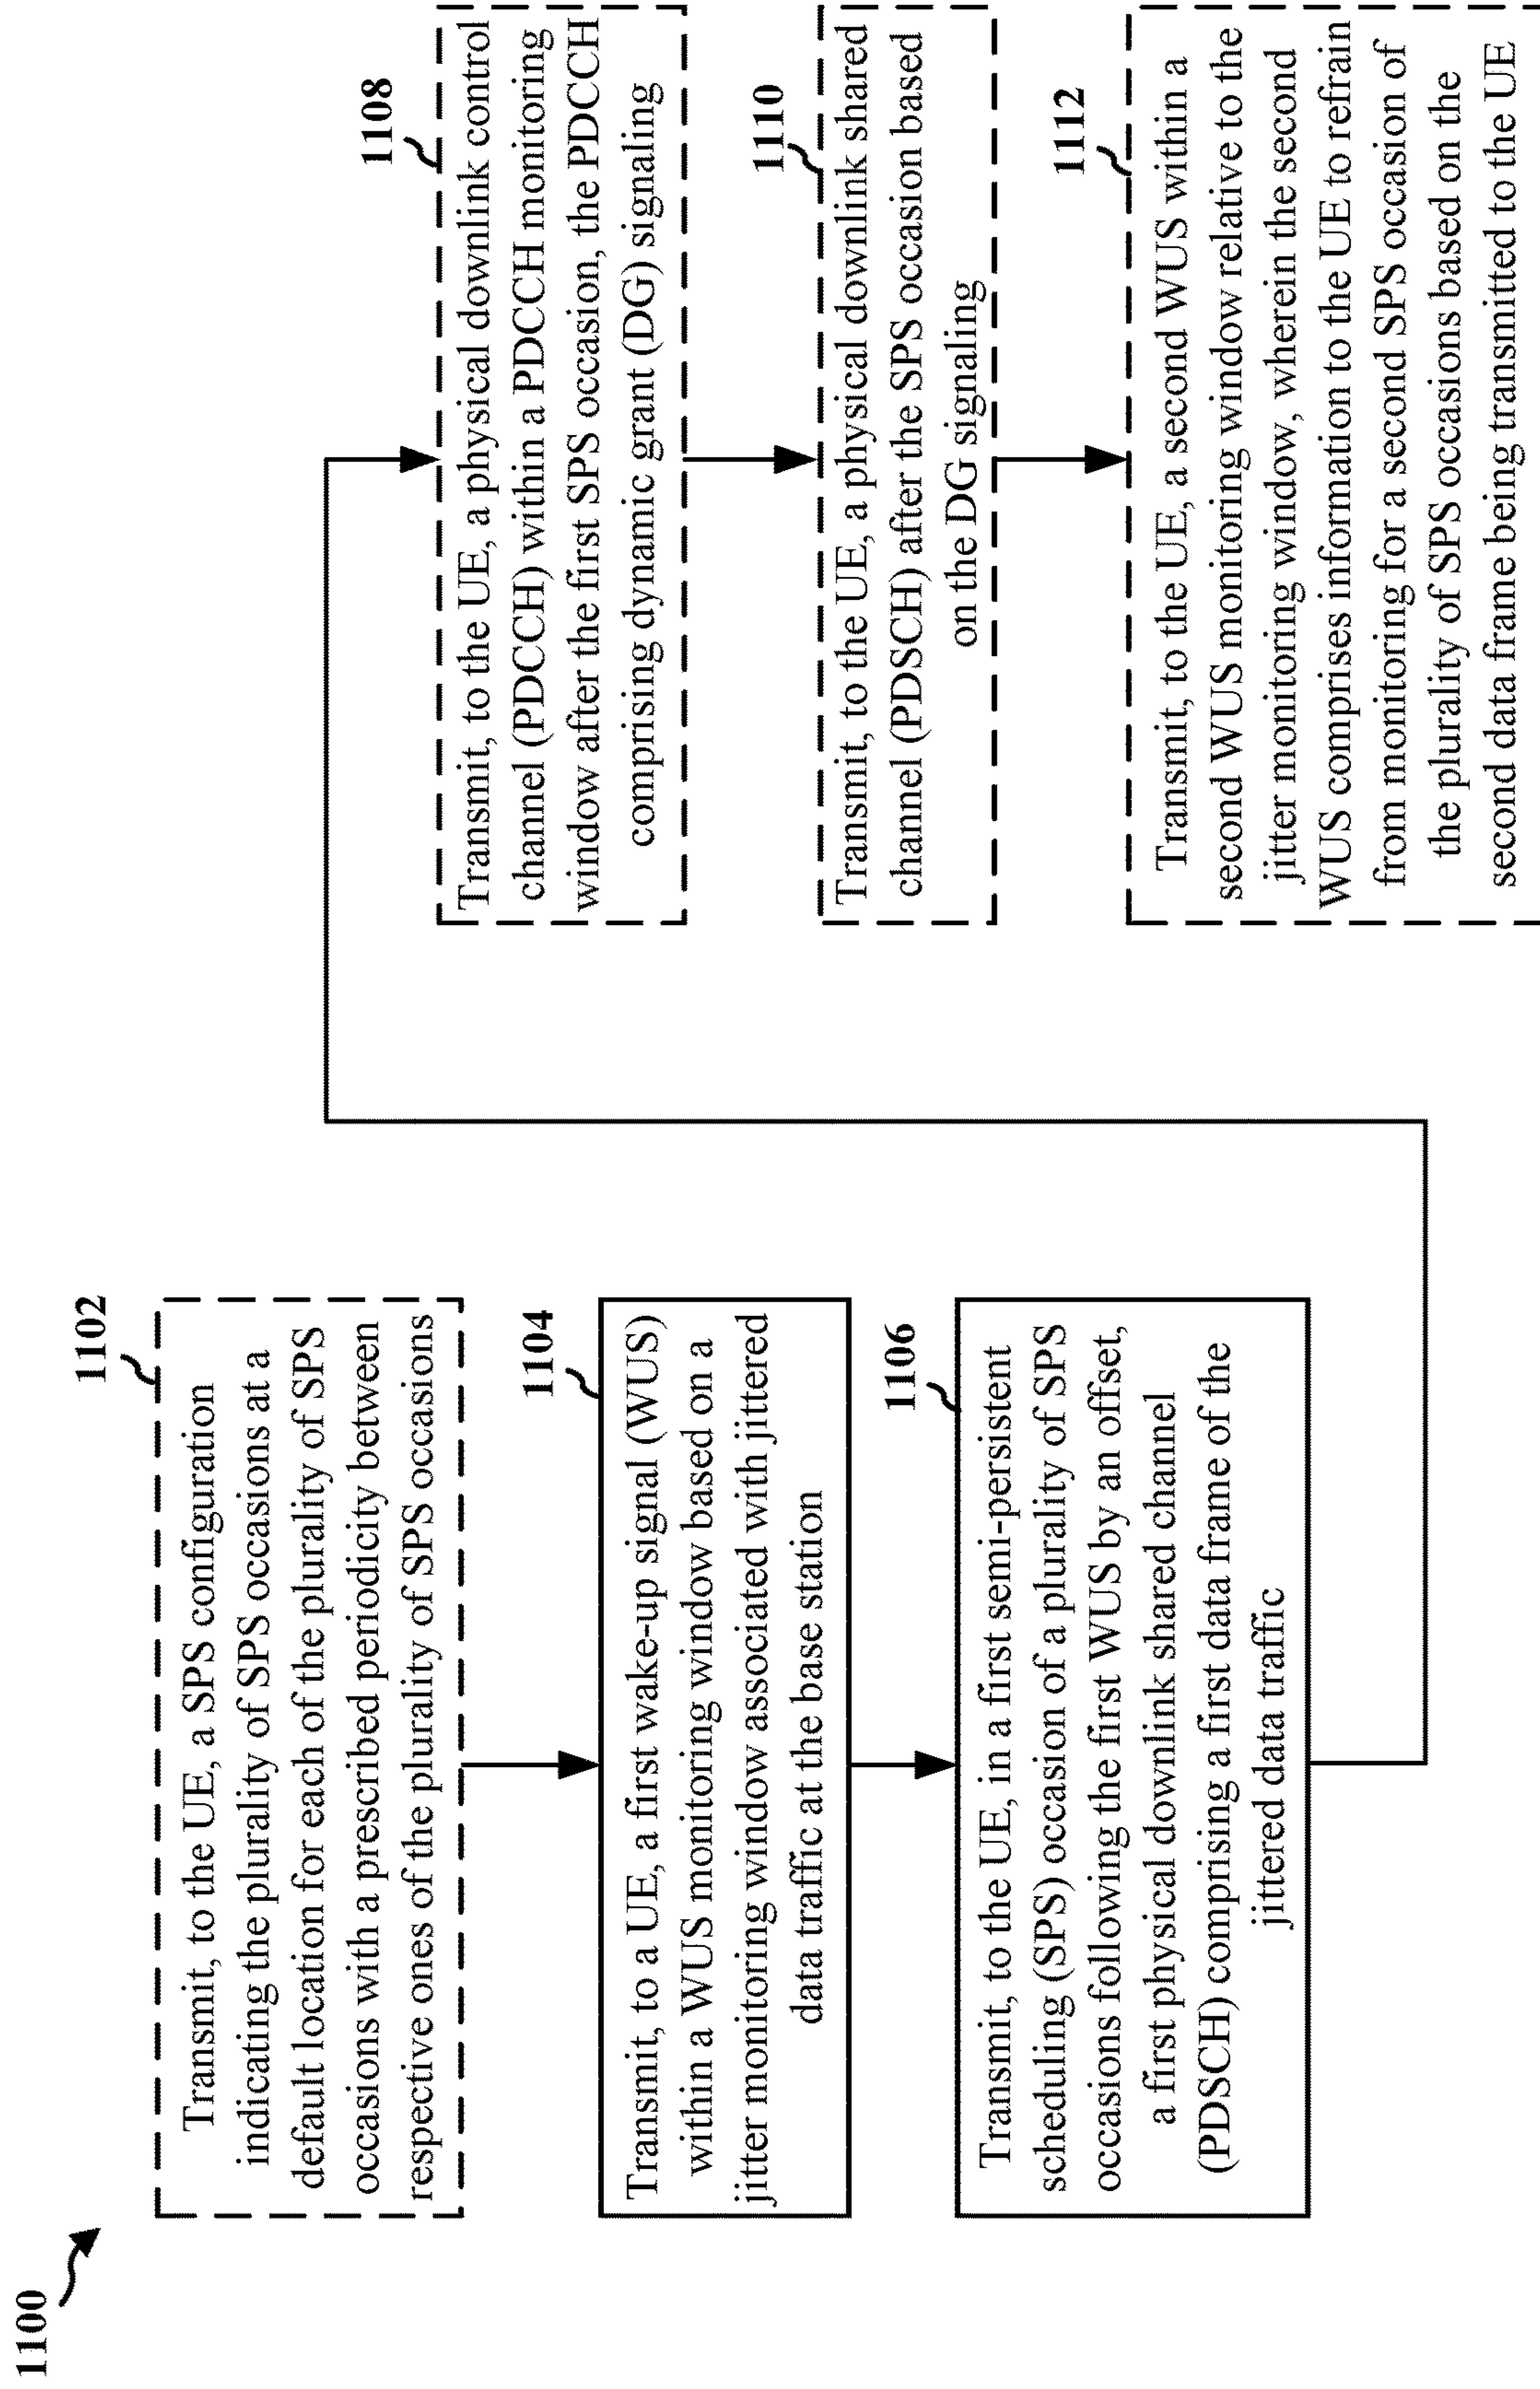 1100
1102
Transmit, to the UE, a SPS configuration
indicating the plurality of SPS occasions at a
default location for each of the plurality of SPS
occasions with a prescribed periodicity between
respective ones of the plurality of SPS occasions
1104
Transmit, to a UE, a first wake-up signal (WUS)
within a WUS monitoring window based on a
jitter monitoring window associated with jittered
data traffic at the base station
1106
Transmit, to the UE, in a first semi-persistent
scheduling (SPS) occasion of a plurality of SPS
occasions following the first WUS by an offset,
a first physical downlink shared channel
(PDSCH) comprising a first data frame of the
jittered data traffic
1108
Transmit, to the UE, a physical downlink control
channel (PDCCH) within a PDCCH monitoring
window after the first SPS occasion, the PDCCH
comprising dynamic grant (DG) signaling
1110
Transmit, to the UE, a physical downlink shared
channel (PDSCH) after the SPS occasion based
on the DG signaling
1112
Transmit, to the UE, a second WUS within a
second WUS monitoring window relative to the
jitter monitoring window, wherein the second
WUS comprises information to the UE to refrain
from monitoring for a second SPS occasion of
the plurality of SPS occasions based on the
second data frame being transmitted to the UE